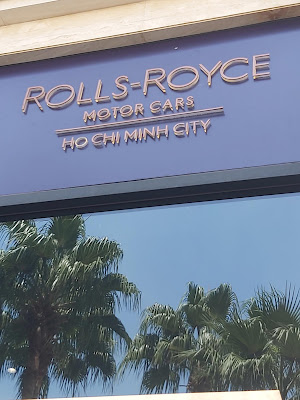 ROLLS-ROYCE
MOTOR CARS
HO CHI MINH CITY